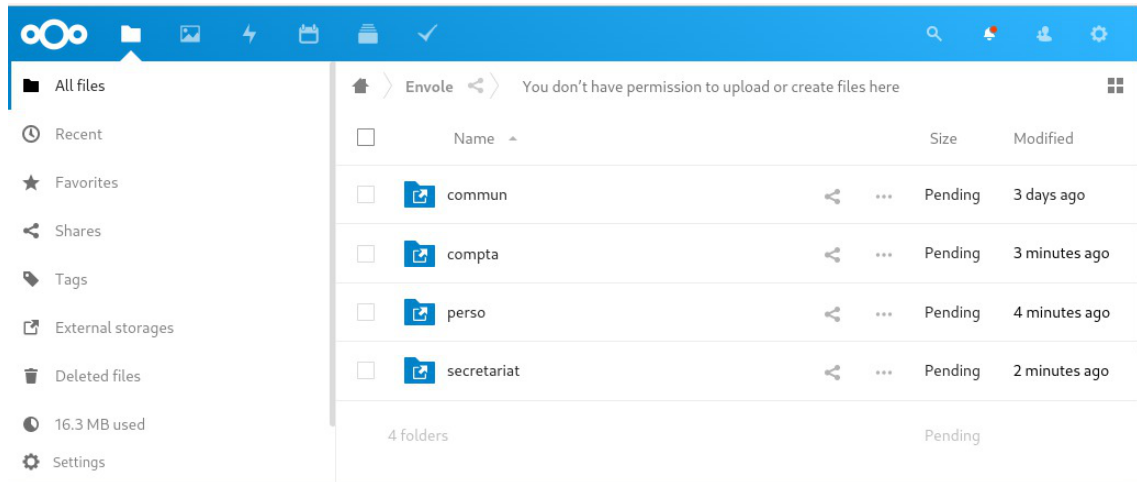 All files
Recent
Favorites
Shares
Tags
External storages
Deleted files
16.3 MB used
Settings
Envole You don't have permission to upload or create files here
Name Size Modified
commun Pending 3 days ago
compta Pending 3 minutes ago
perso Pending 4 minutes ago
secretariat Pending 2 minutes ago
4 folders Pending